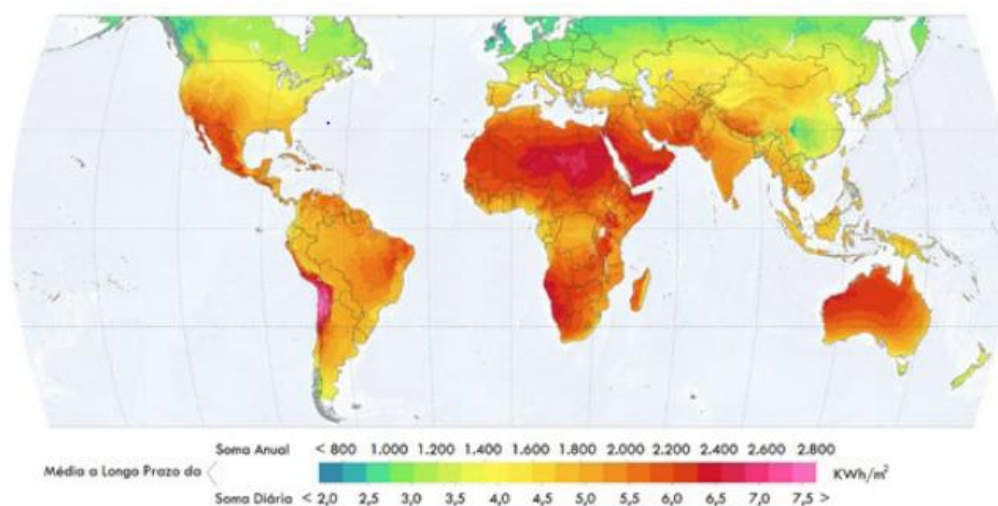 Soma Anual < 800 1.000 1.200 1.400 1.600 1.800 2.000 2.200 2.400 2.600 2.800
Média a Longo Prazo da KWh/m²
Soma Diária < 2,0 2,5 3,0 3,5 4,0 4,5 5,0 5,5 6,0 6,5 7,0 7,5 >